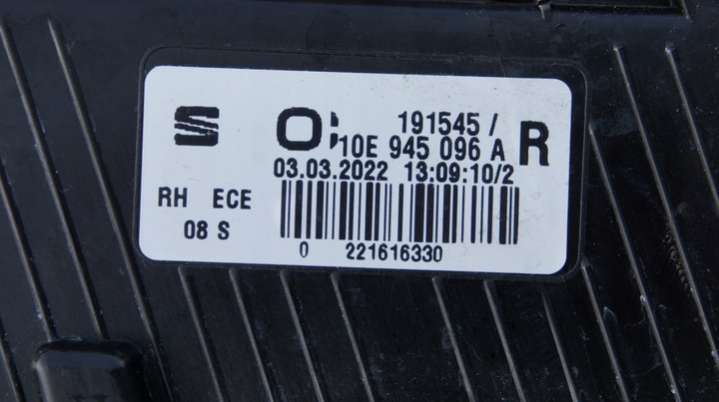 191545 /
10E 945 096 A R
03.03.2022 13:09:10/2
RH ECE
08 S
0 221616330